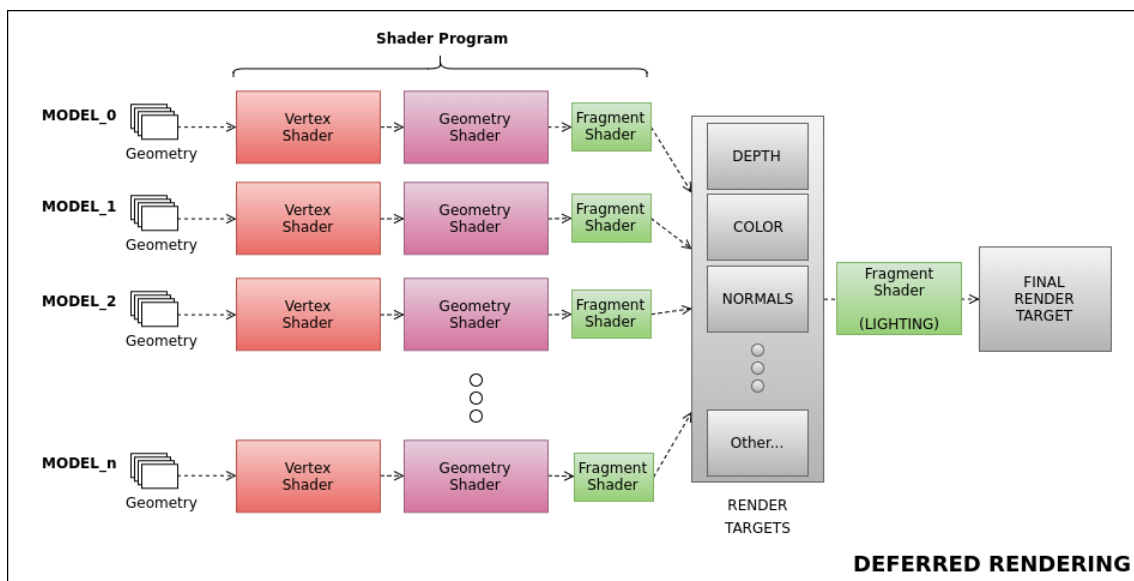 Shader Program
MODEL_0
Geometry
Vertex
Shader
Geometry
Shader
Fragment
Shader
MODEL_1
Geometry
Vertex
Shader
Geometry
Shader
Fragment
Shader
MODEL_2
Geometry
Vertex
Shader
Geometry
Shader
Fragment
Shader
MODEL_n
Geometry
Vertex
Shader
Geometry
Shader
Fragment
Shader
DEPTH
COLOR
NORMALS
Other...
RENDER
TARGETS
Fragment
Shader
(LIGHTING)
FINAL
RENDER
TARGET
DEFERRED RENDERING